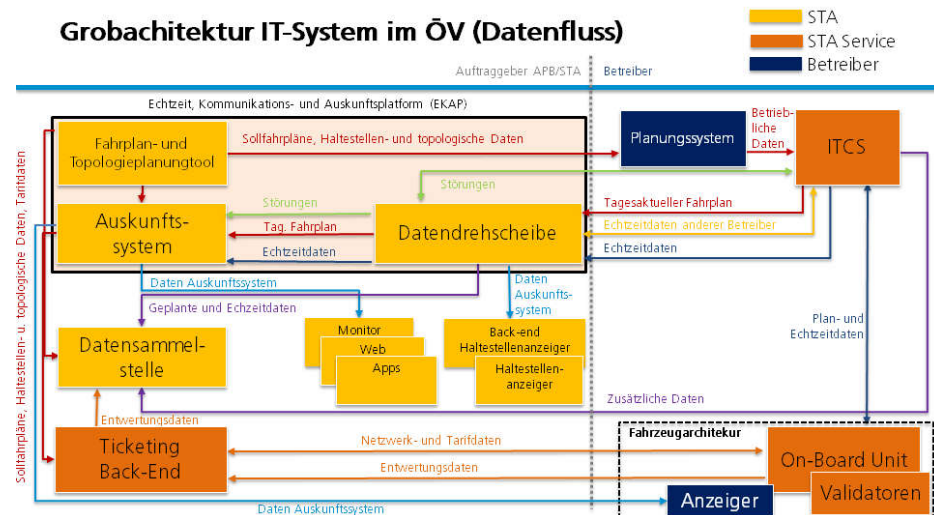 Grobachitektur IT-System im ÖV (Datenfluss)
STA
STA Service
Betreiber
Auftraggeber APB/STA
Betreiber
Echtzeit, Kommunikations- und Auskunftsplatform (EKAP)
Fahrplan- und
Topologieplanungtool
Sollfahrpläne, Haltestellen- und topologische Daten
Planungssystem
Betrieb-
liche
Daten
ITCS
Störungen
Störungen
Auskunfts-
system
Tag. Fahrplan
Echtzeitdaten
Datendrehscheibe
Tagesaktueller Fahrplan
Echtzeitdaten anderer Betreiber
Echtzeitdaten
Daten Auskunftssystem
Daten
Auskunfts-
system
Geplante und Echzeitdaten
Monitor
Web
Apps
Back-end
Haltestellenanzeiger
Haltestellen-
anzeiger
Plan- und
Echtzeitdaten
Datensammel-
stelle
Zusätzliche Daten
Sollfahrpläne, Haltestellen- u. topologische Daten, Tarifdaten
Entwertungsdaten
Ticketing
Back-End
Netzwerk- und Tarifdaten
Entwertungsdaten
Fahrzeugarchitekur
On-Board Unit
Validatoren
Anzeiger
Daten Auskunftssystem